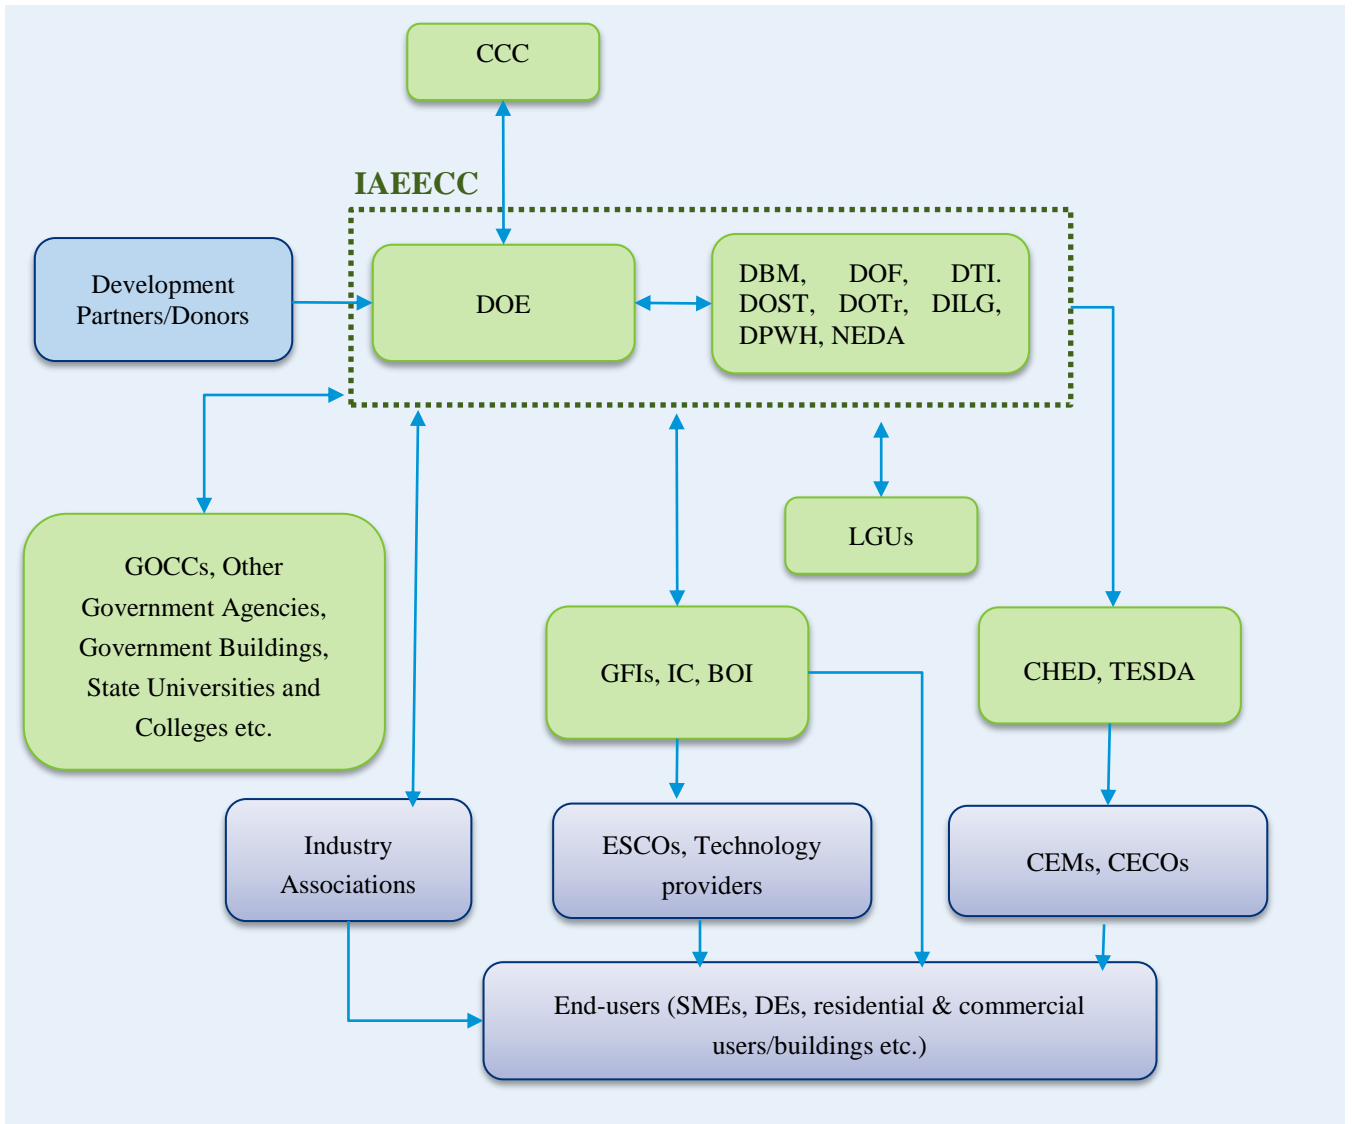 CCC
IAEECC
Development
Partners/Donors
DOE
DBM, DOF, DTI.
DOST, DOTr, DILG,
DPWH, NEDA
LGUs
GOCCs, Other
Government Agencies,
Government Buildings,
State Universities and
Colleges etc.
GFIs, IC, BOI
CHED, TESDA
Industry
Associations
ESCOs, Technology
providers
CEMs, CECOs
End-users (SMEs, DEs, residential & commercial
users/buildings etc.)